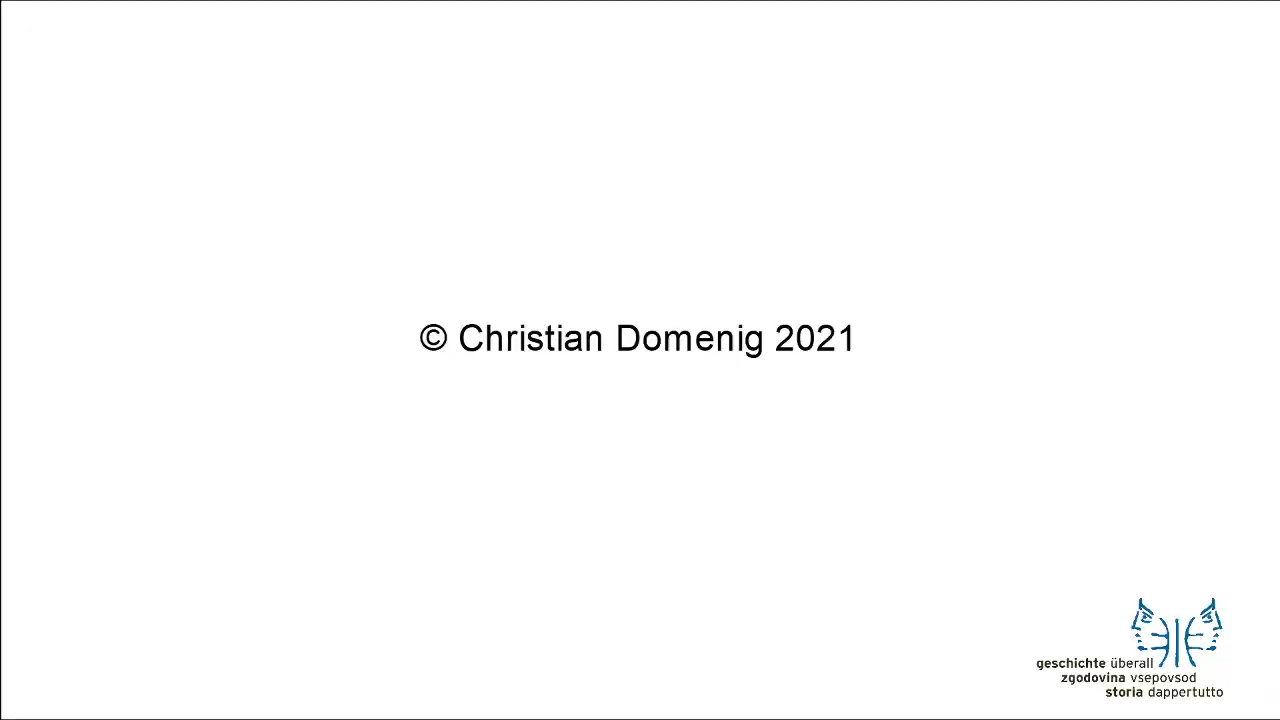 © Christian Domenig 2021
geschichte überall
zgodovina vsepovsod
storia dappertutto